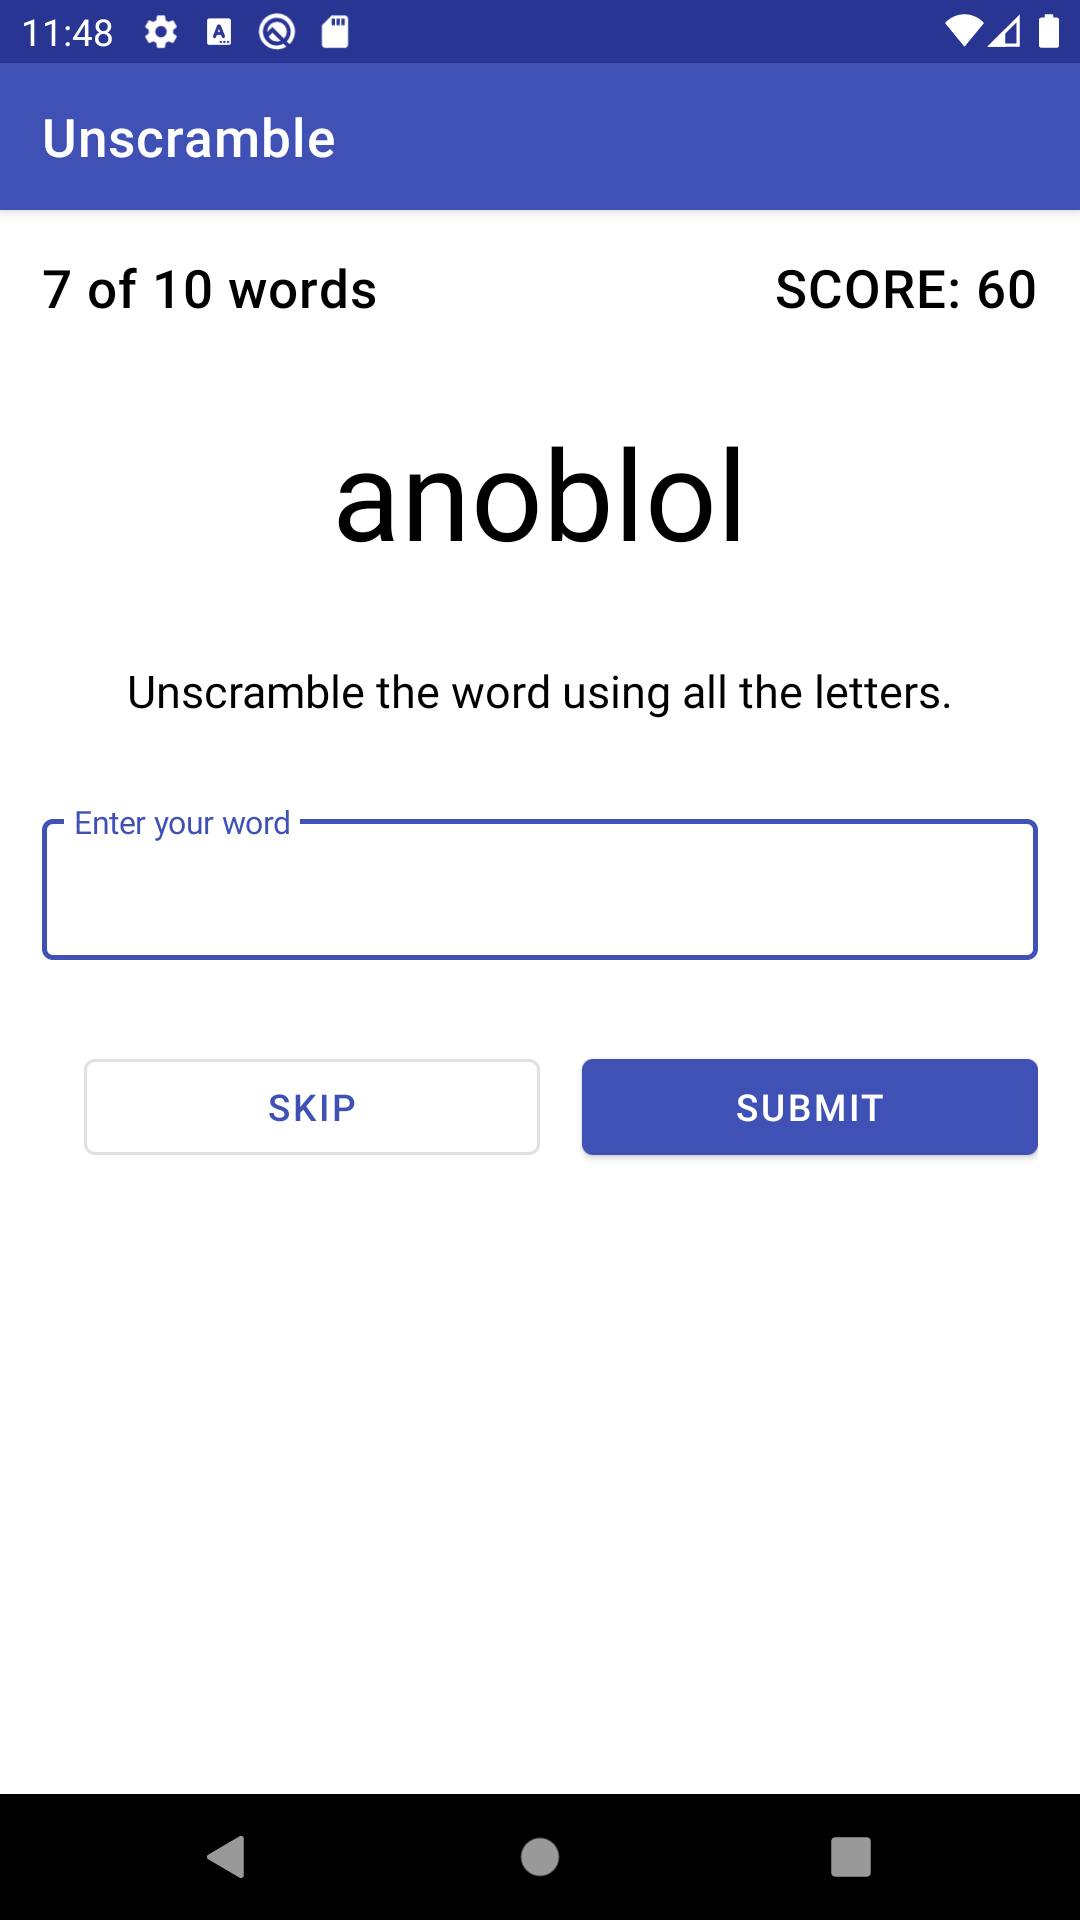 11:48
Unscramble
7 of 10 words
SCORE: 60
anoblol
Unscramble the word using all the letters.
Enter your word
SKIP
SUBMIT